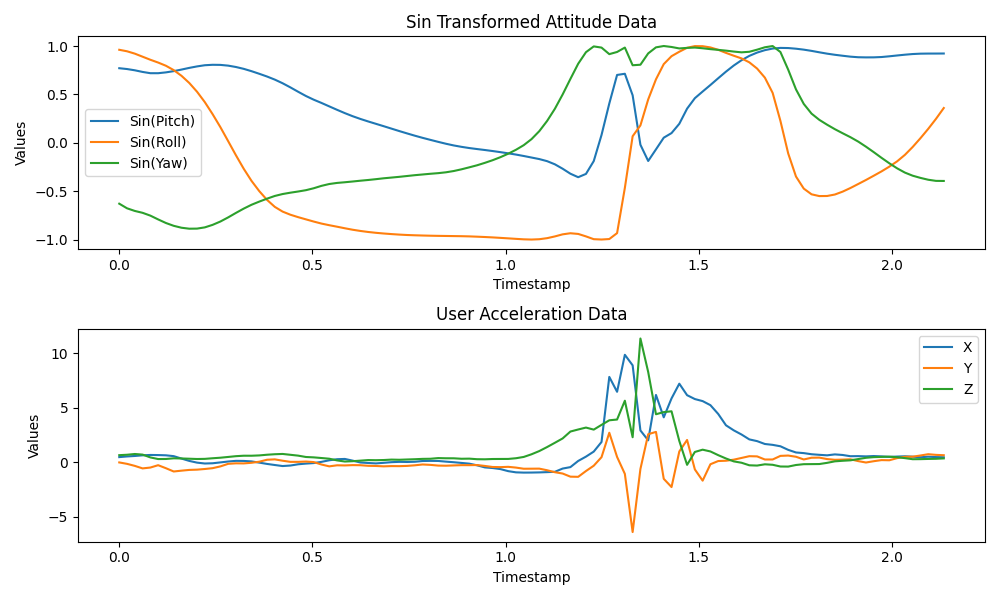 Sin Transformed Attitude Data
Values
1.0
0.5
0.0
−0.5
−1.0
Sin(Pitch)
Sin(Roll)
Sin(Yaw)
0.0 0.5 1.0 1.5 2.0
Timestamp
User Acceleration Data
Values
10
5
0
−5
X
Y
Z
0.0 0.5 1.0 1.5 2.0
Timestamp